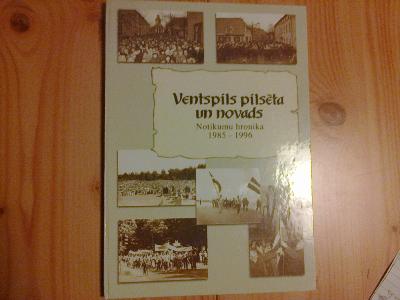 Ventspils pilsēta
un novads
Notikumu hronika
1985 - 1996